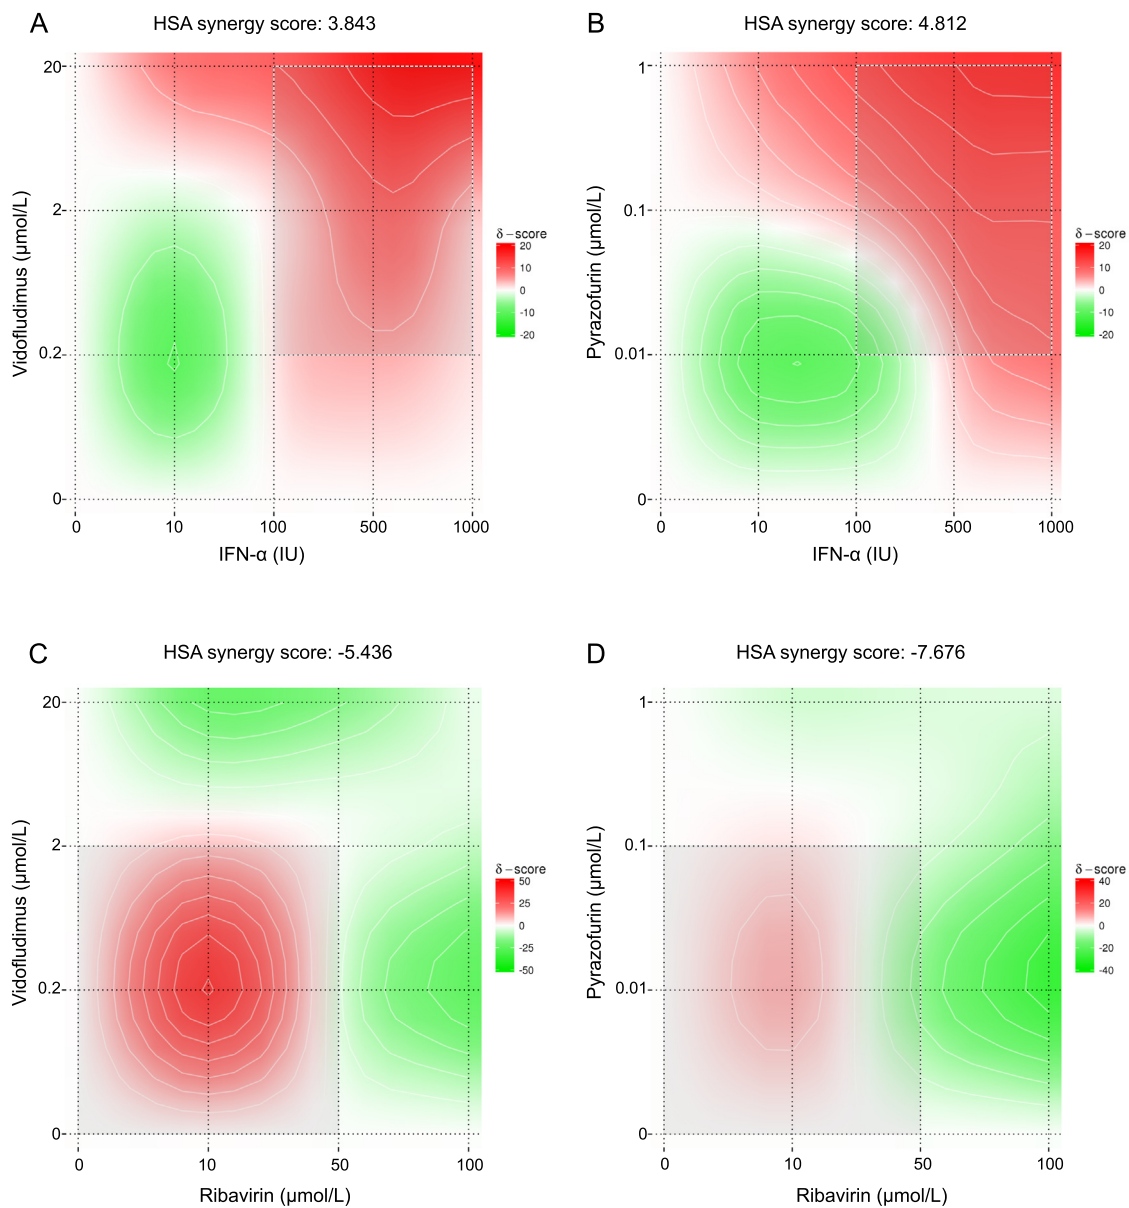 A
HSA synergy score: 3.843
20
2
0.2
0
Vidofludimus (μmol/L)
0
10
100
500
1000
IFN-α (IU)
δ−score
20
10
0
-10
-20
B
HSA synergy score: 4.812
1
0.1
0.01
0
Pyrazofurin (μmol/L)
0
10
100
500
1000
IFN-α (IU)
δ−score
20
10
0
-10
-20
C
HSA synergy score: -5.436
20
2
0.2
0
Vidofludimus (μmol/L)
0
10
50
100
Ribavirin (μmol/L)
δ−score
50
25
0
-25
-50
D
HSA synergy score: -7.676
1
0.1
0.01
0
Pyrazofurin (μmol/L)
0
10
50
100
Ribavirin (μmol/L)
δ−score
40
20
0
-20
-40